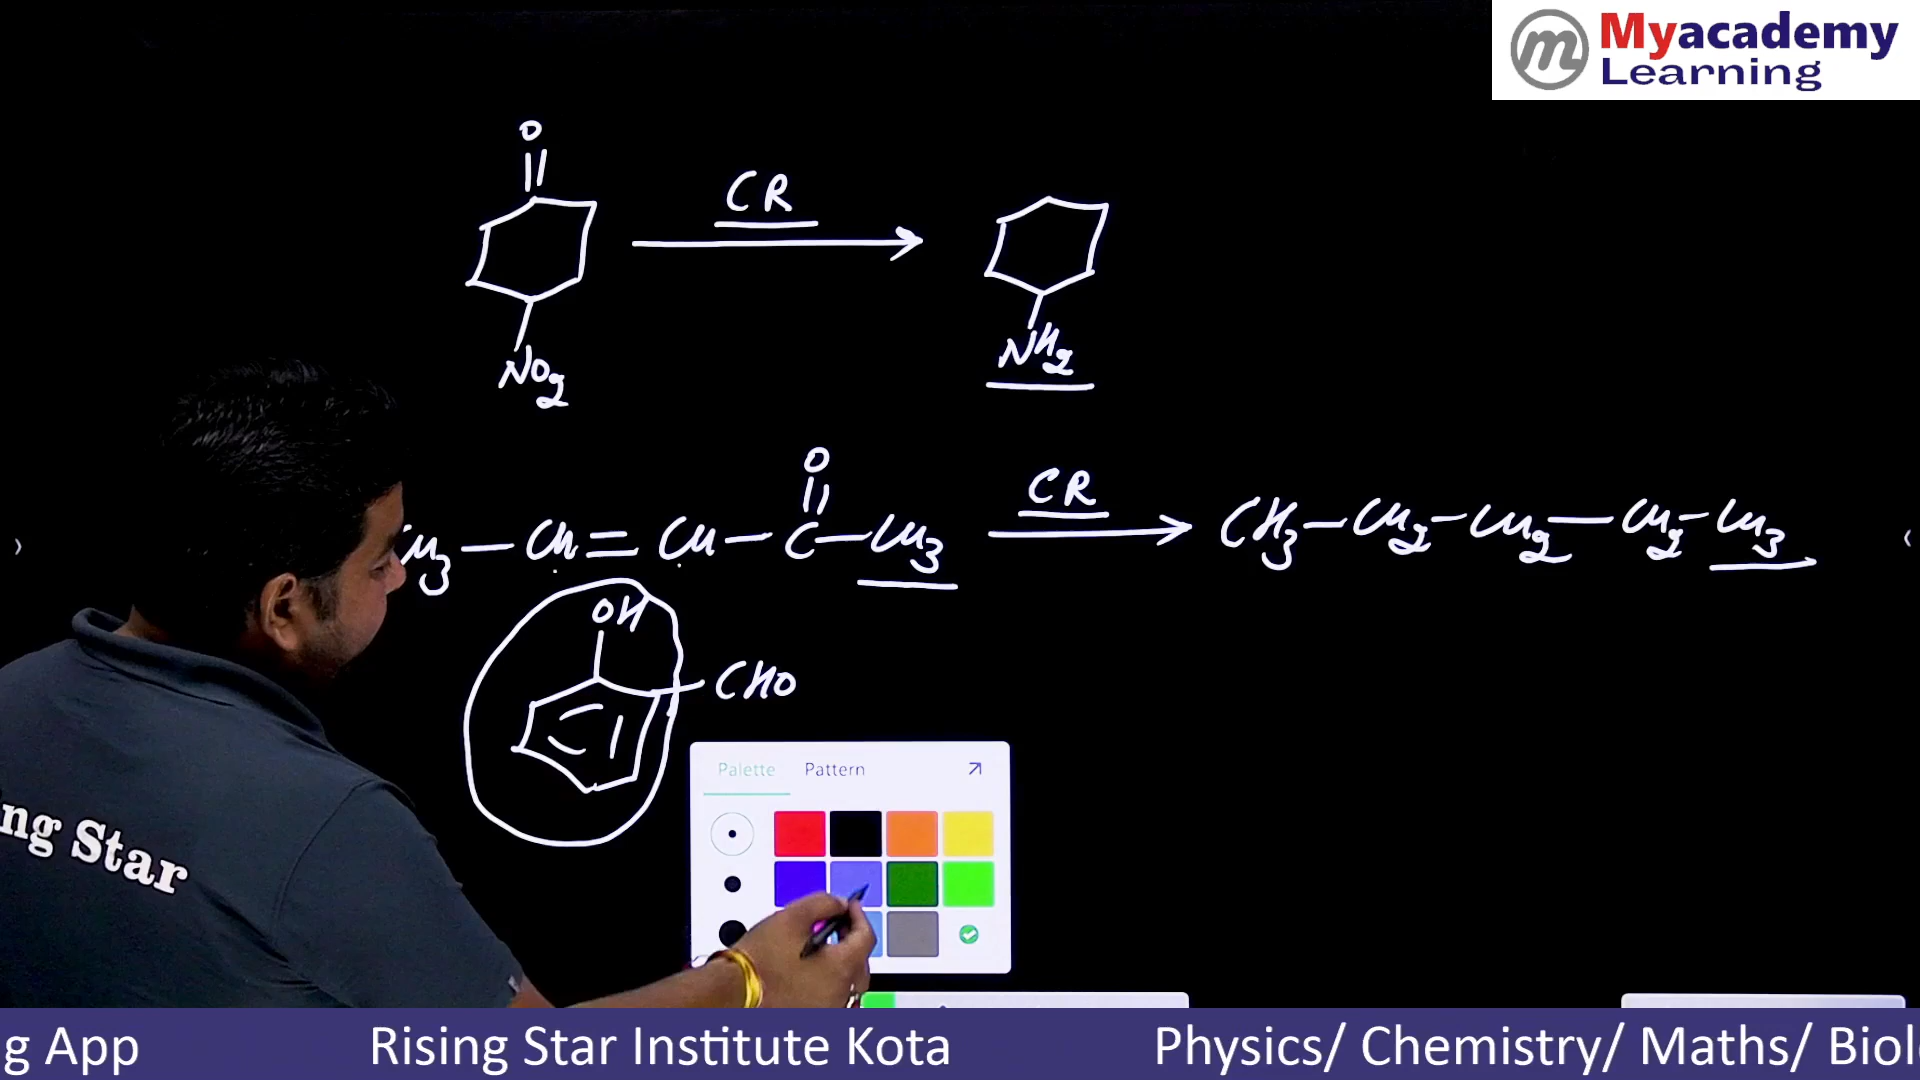 Myacademy
Learning
O
CR
NO2
NH2
O
CR
CH3 — CH = CH — C — CH3
CH3 — CH2 — CH2 — CH2 — CH3
OH
CHO
Palette Pattern
ng Star
g App Rising Star Institute Kota Physics/ Chemistry/ Maths/ Biol